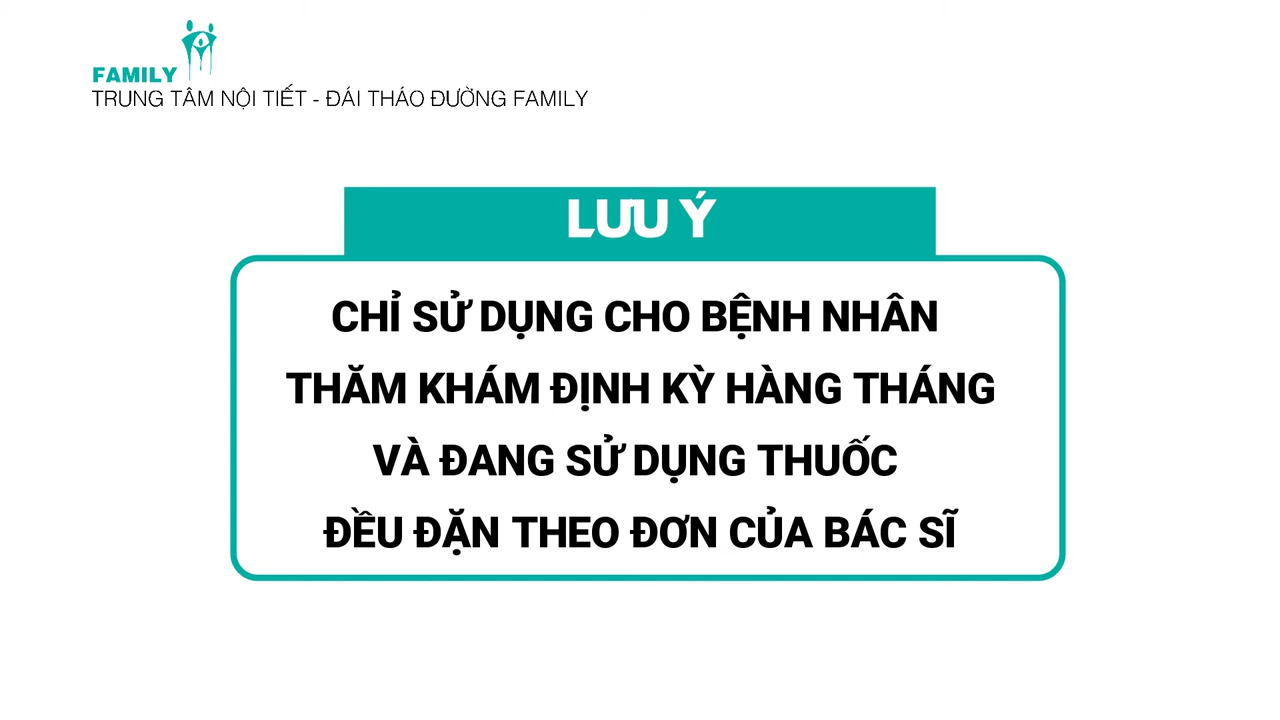 FAMILY
TRUNG TÂM NỘI TIẾT - ĐÁI THÁO ĐƯỜNG FAMILY
LƯU Ý
CHỈ SỬ DỤNG CHO BỆNH NHÂN
THĂM KHÁM ĐỊNH KỲ HÀNG THÁNG
VÀ ĐANG SỬ DỤNG THUỐC
ĐỀU ĐẶN THEO ĐƠN CỦA BÁC SĨ